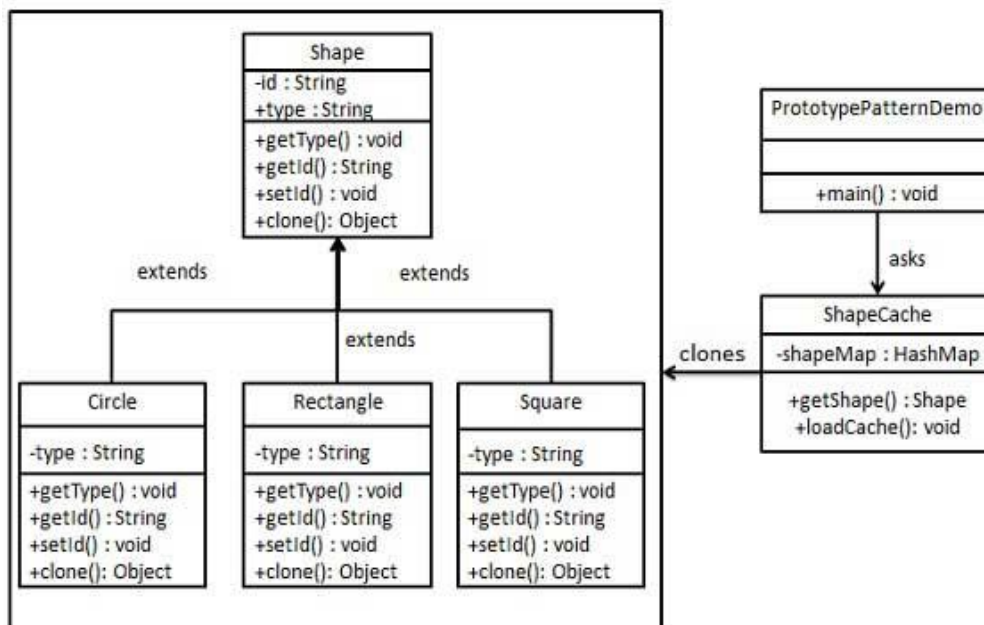 Shape
-id : String
+type : String
+getType() : void
+getId() : String
+setId() : void
+clone(): Object
extends
extends
extends
Circle
-type : String
+getType() : void
+getId() : String
+setId() : void
+clone(): Object
Rectangle
-type : String
+getType() : void
+getId() : String
+setId() : void
+clone(): Object
Square
-type : String
+getType() : void
+getId() : String
+setId() : void
+clone(): Object
PrototypePatternDemo
+main() : void
asks
ShapeCache
-shapeMap : HashMap
+getShape() : Shape
+loadCache(): void
clones